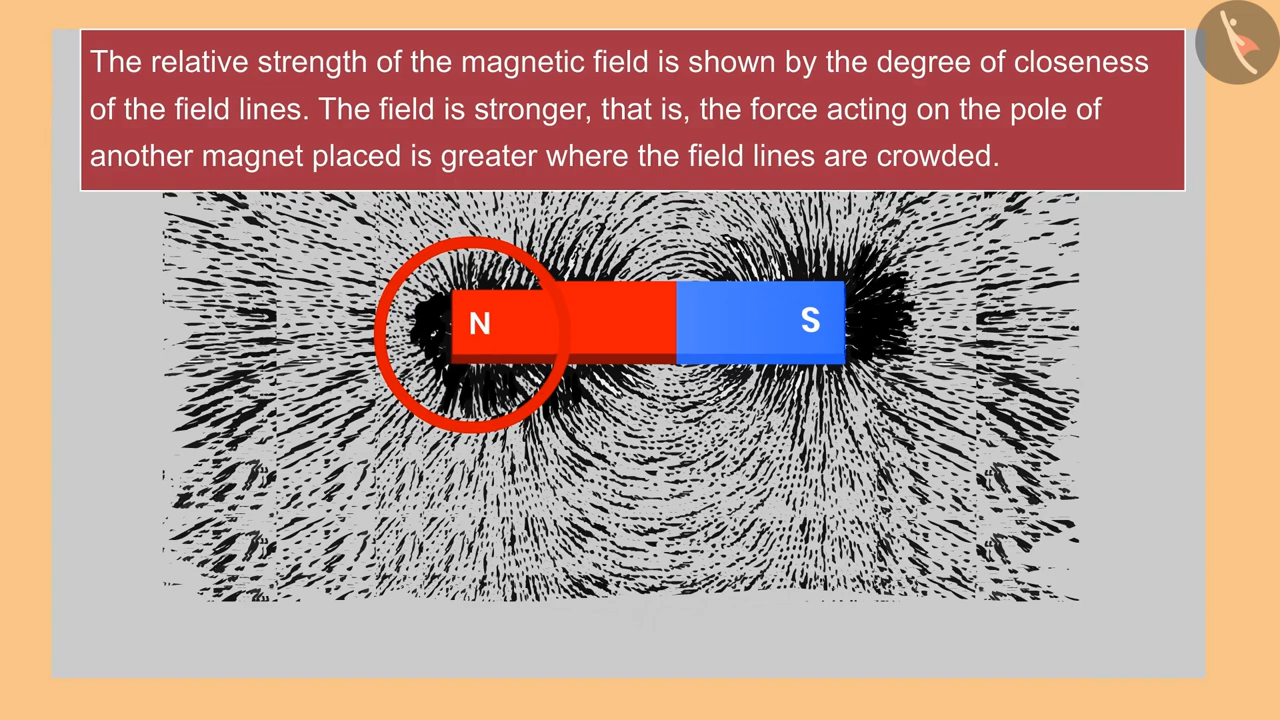 The relative strength of the magnetic field is shown by the degree of closeness
of the field lines. The field is stronger, that is, the force acting on the pole of
another magnet placed is greater where the field lines are crowded.
N S